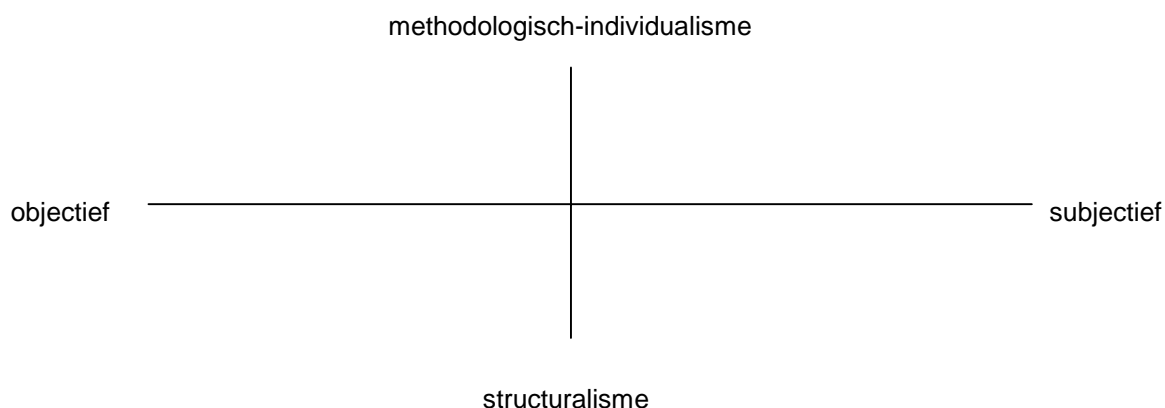 methodologisch-individualisme
objectief
subjectief
structuralisme